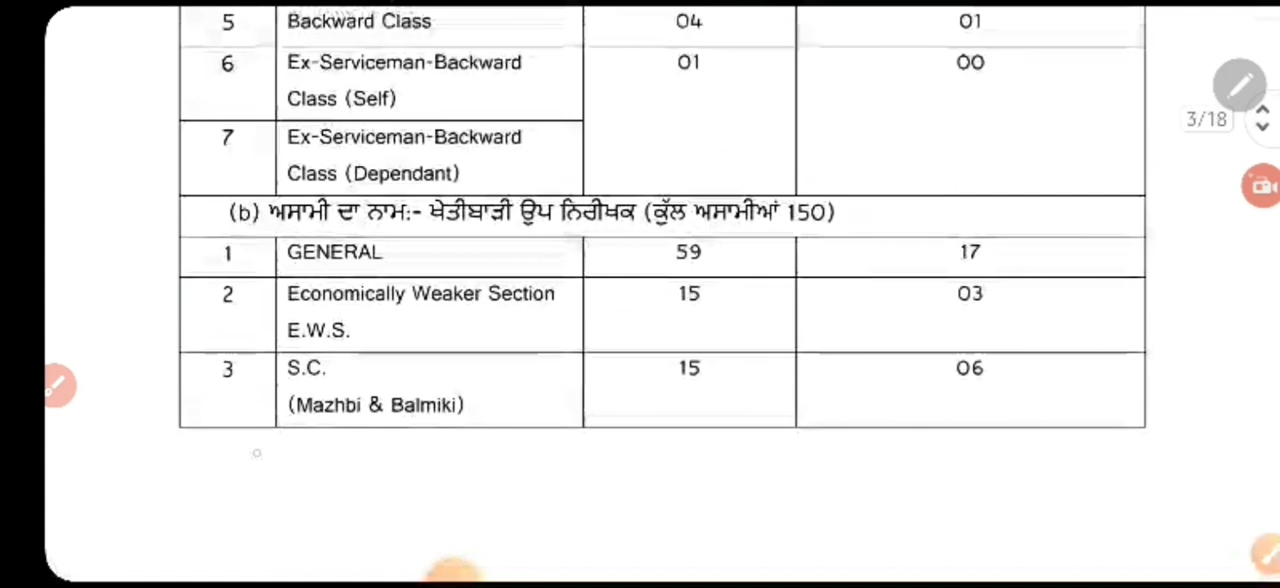 5 Backward Class 04 01
6 Ex-Serviceman-Backward 01 00
Class (Self)
7 Ex-Serviceman-Backward
Class (Dependant)
3/18
(b) ਅਸਾਮੀ ਦਾ ਨਾਮ:- ਖੇਤੀਬਾੜੀ ਉਪ ਨਿਰੀਖਕ (ਕੁੱਲ ਅਸਾਮੀਆਂ 150)
1 GENERAL 59 17
2 Economically Weaker Section 15 03
E.W.S.
3 S.C. 15 06
(Mazhbi & Balmiki)